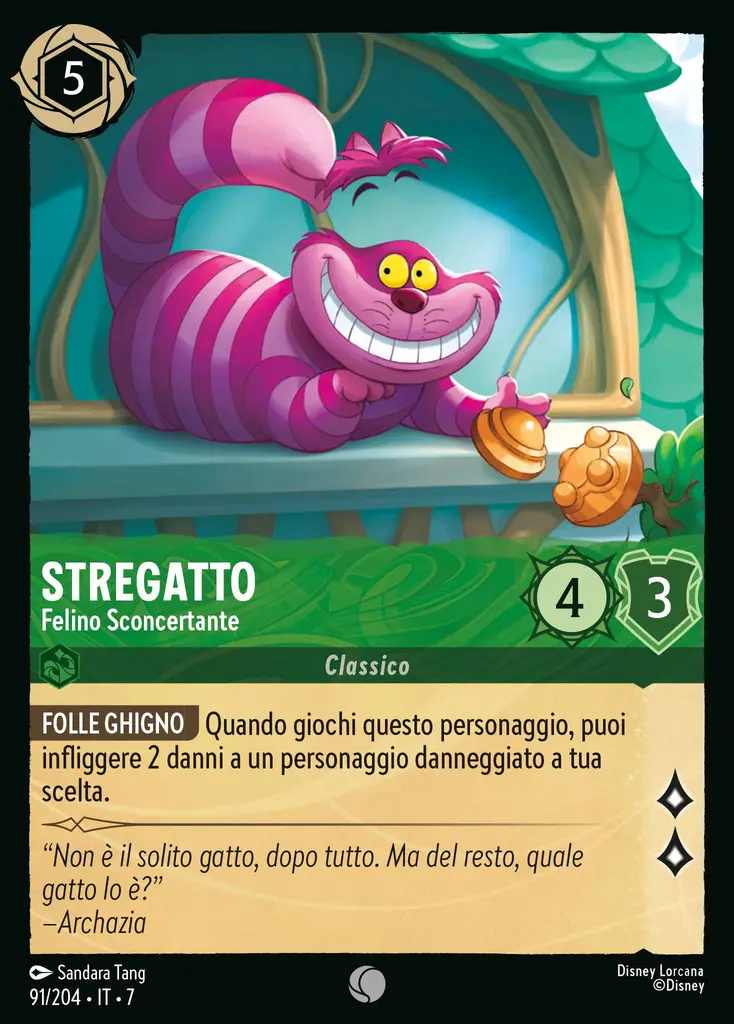 5
STREGATTO
Felino Sconcertante
4
3
Classico
FOLLE GHIGNO Quando giochi questo personaggio, puoi
infliggere 2 danni a un personaggio danneggiato a tua
scelta.
“Non è il solito gatto, dopo tutto. Ma del resto, quale
gatto lo è?”
–Archazia
Sandara Tang
91/204 • IT • 7
Disney Lorcana
©Disney